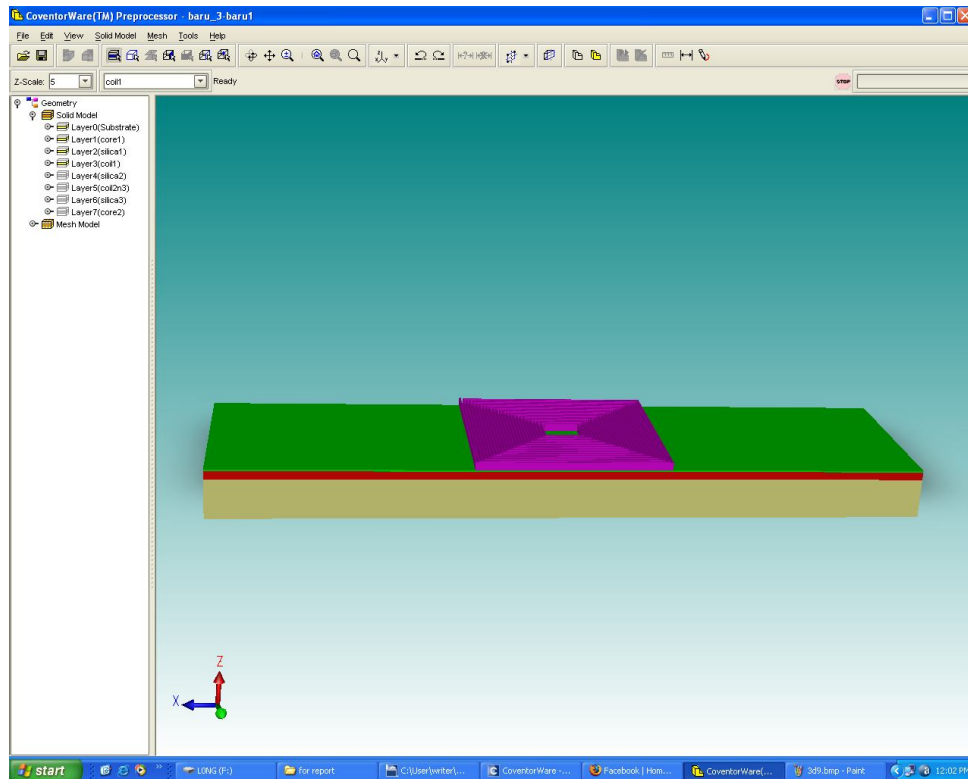 CoventorWare(TM) Preprocessor - baru_3-baru1
File Edit View Solid Model Mesh Tools Help
Z-Scale: 5 coil1 Ready STOP
Geometry
Solid Model
Layer0(Substrate)
Layer1(core1)
Layer2(silica1)
Layer3(coil1)
Layer4(silica2)
Layer5(coil2n3)
Layer6(silica3)
Layer7(core2)
Mesh Model
Z
X
start LONG (F:) for report C:\User\writer\... CoventorWare -... Facebook | Hom... CoventorWare(... 3d9.bmp - Paint 12:02 PM